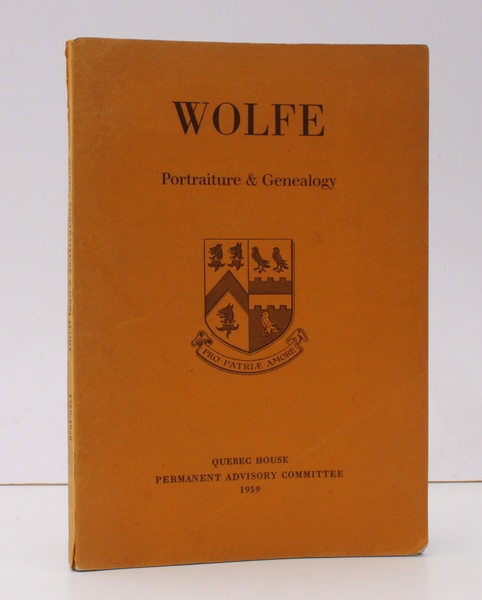 WOLFE
Portraiture & Genealogy
PRO PATRIÆ AMORE
QUEBEC HOUSE
PERMANENT ADVISORY COMMITTEE
1959